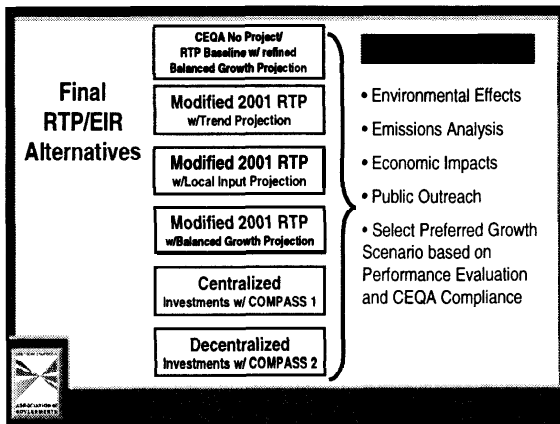 Final
RTP/EIR
Alternatives
CEQA No Project/
RTP Baseline w/ refined
Balanced Growth Projection
Modified 2001 RTP
w/Trend Projection
Modified 2001 RTP
w/Local Input Projection
Modified 2001 RTP
w/Balanced Growth Projection
Centralized
Investments w/ COMPASS 1
Decentralized
Investments w/ COMPASS 2
• Environmental Effects
• Emissions Analysis
• Economic Impacts
• Public Outreach
• Select Preferred Growth
Scenario based on
Performance Evaluation
and CEQA Compliance
ASSOCIATION of
GOVERNMENTS